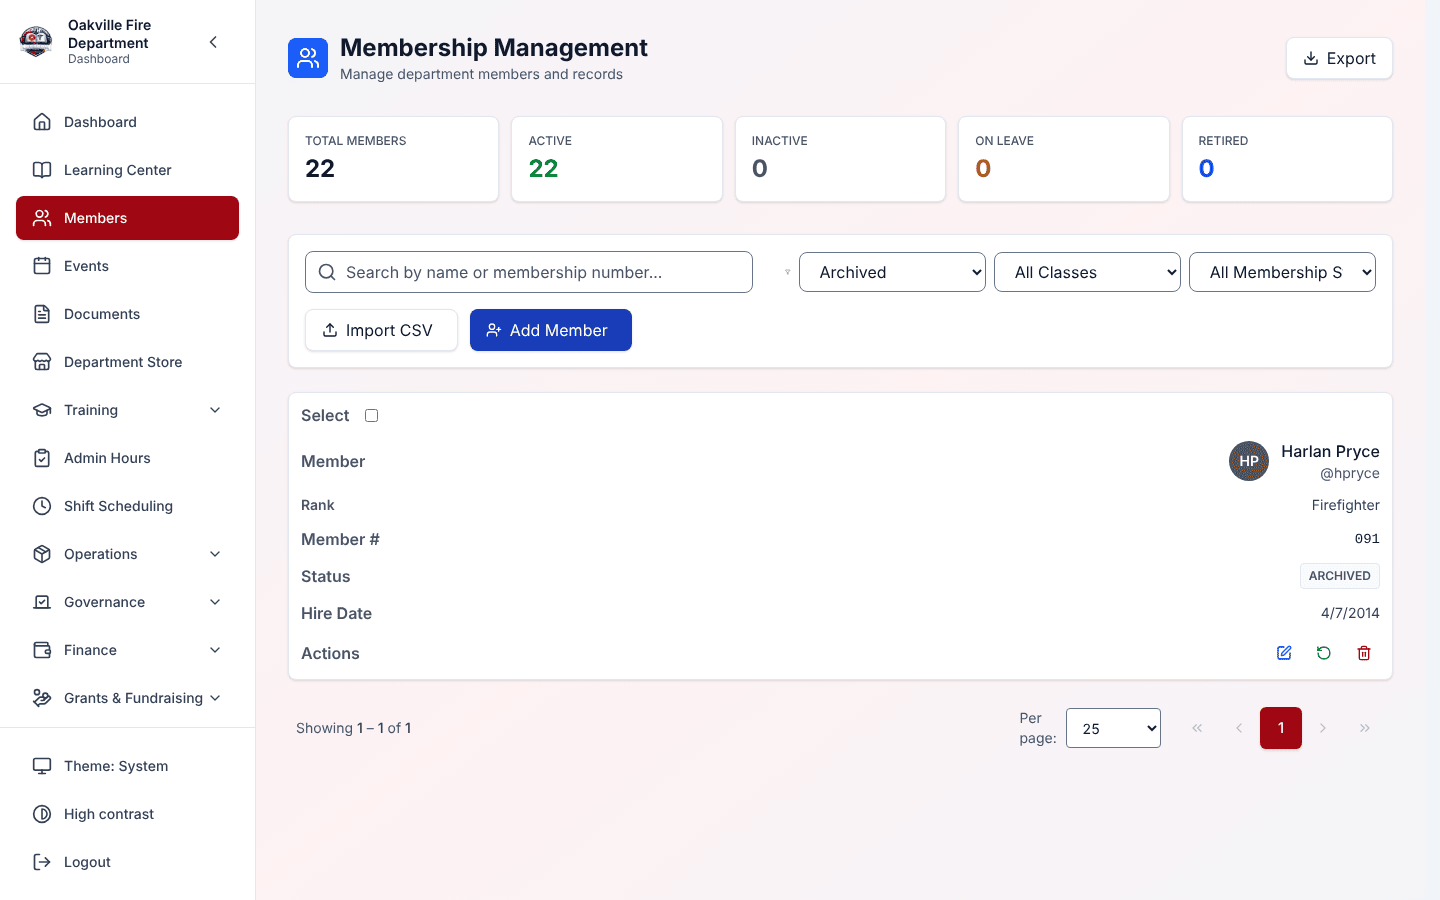 Oakville Fire
Department
Dashboard
Dashboard
Learning Center
Members
Events
Documents
Department Store
Training
Admin Hours
Shift Scheduling
Operations
Governance
Finance
Grants & Fundraising
Theme: System
High contrast
Logout
Membership Management
Manage department members and records
Export
TOTAL MEMBERS
22
ACTIVE
22
INACTIVE
0
ON LEAVE
0
RETIRED
0
Search by name or membership number...
Archived
All Classes
All Membership S
Import CSV
Add Member
Select
Member
HP
Harlan Pryce
@hpryce
Rank
Firefighter
Member #
091
Status
ARCHIVED
Hire Date
4/7/2014
Actions
Showing 1 – 1 of 1
Per
page:
25
1